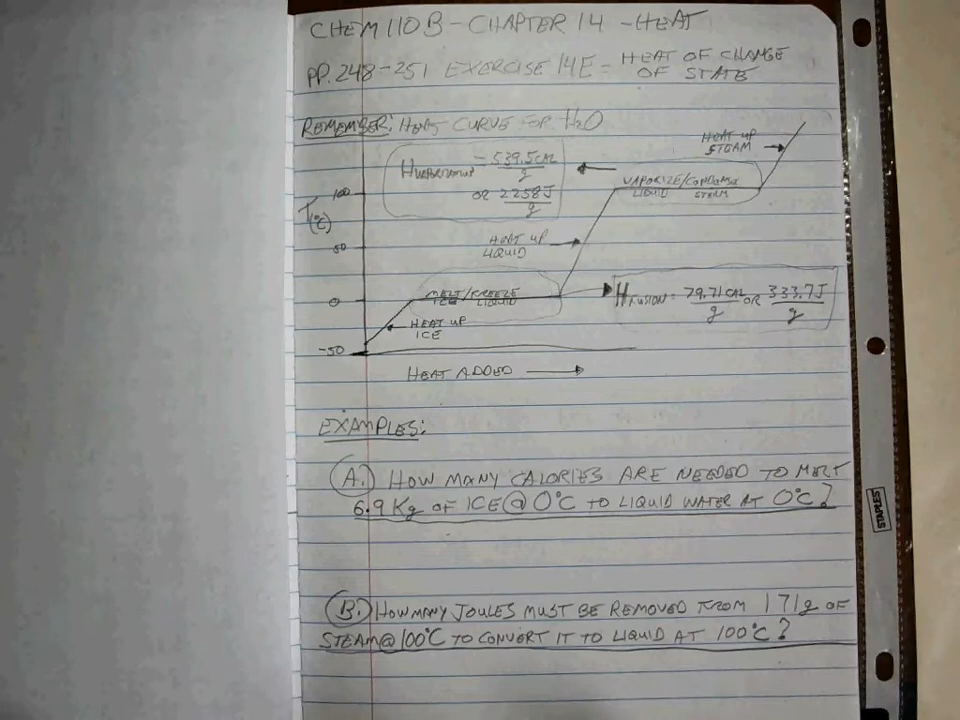 CHEM 110B - CHAPTER 14 - HEAT
PP. 248-251 EXERCISE 14E = HEAT OF CHANGE
OF STATE
REMEMBER: HEAT CURVE FOR H2O
HEAT UP
STEAM
HVAPORIZATION = 539.5 CAL
g
OR 2258 J
g
VAPORIZE/CONDENSE
LIQUID STEAM
100
T
(°C)
50
HEAT UP
LIQUID
0
MELT/FREEZE
ICE LIQUID
HFUSION = 79.71 CAL OR 333.7 J
g g
HEAT UP
ICE
-50
HEAT ADDED
EXAMPLES:
A. HOW MANY CALORIES ARE NEEDED TO MELT
6.9 Kg OF ICE @ 0°C TO LIQUID WATER AT 0°C?
STAPLES
B. HOW MANY JOULES MUST BE REMOVED FROM 171g OF
STEAM @ 100°C TO CONVERT IT TO LIQUID AT 100°C?